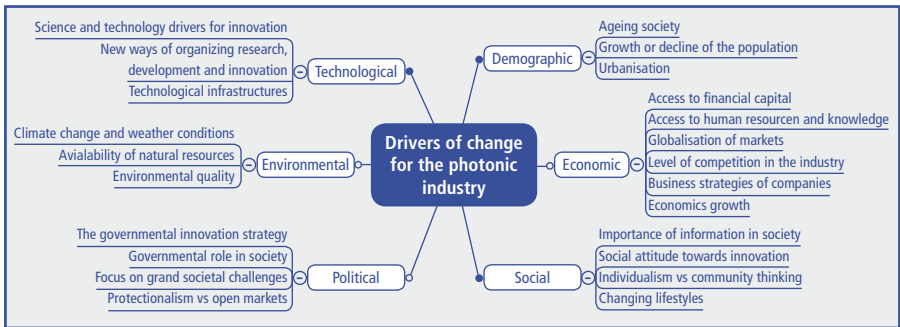 Science and technology drivers for innovation
New ways of organizing research,
development and innovation
Technological infrastructures
Technological
Climate change and weather conditions
Avialability of natural resources
Environmental quality
Environmental
The governmental innovation strategy
Governmental role in society
Focus on grand societal challenges
Protectionalism vs open markets
Political
Drivers of change
for the photonic
industry
Demographic
Ageing society
Growth or decline of the population
Urbanisation
Economic
Access to financial capital
Access to human resourcen and knowledge
Globalisation of markets
Level of competition in the industry
Business strategies of companies
Economics growth
Social
Importance of information in society
Social attitude towards innovation
Individualism vs community thinking
Changing lifestyles